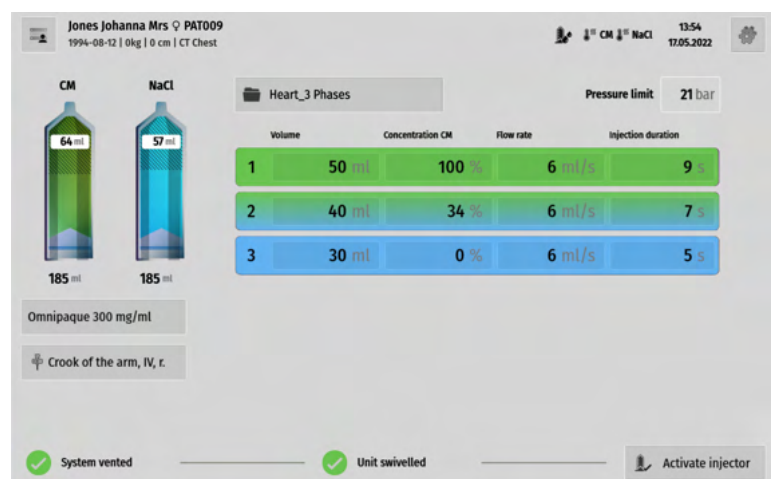 Jones Johanna Mrs ♀ PAT009
1994-08-12 | 0kg | 0 cm | CT Chest
CM NaCl
13:54
17.05.2022
CM NaCl
Heart_3 Phases
Pressure limit 21 bar
Volume Concentration CM Flow rate Injection duration
64 ml 57 ml
1 50 ml 100 % 6 ml/s 9 s
2 40 ml 34 % 6 ml/s 7 s
3 30 ml 0 % 6 ml/s 5 s
185 ml 185 ml
Omnipaque 300 mg/ml
Crook of the arm, IV, r.
System vented Unit swivelled Activate injector